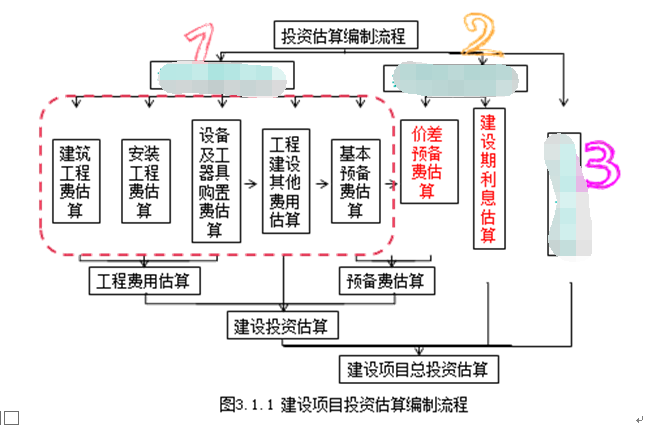 投资估算编制流程
1
2
3
建筑
工程
费估
算
安装
工程
费估
算
设备
及工具
器具
购置
费估
算
工程
建设
其他
费用
估算
基本
预备
费估
算
价差
预备
费估
算
建设期利息估算
工程费用估算
预备费估算
建设投资估算
建设项目总投资估算
图3.1.1 建设项目投资估算编制流程